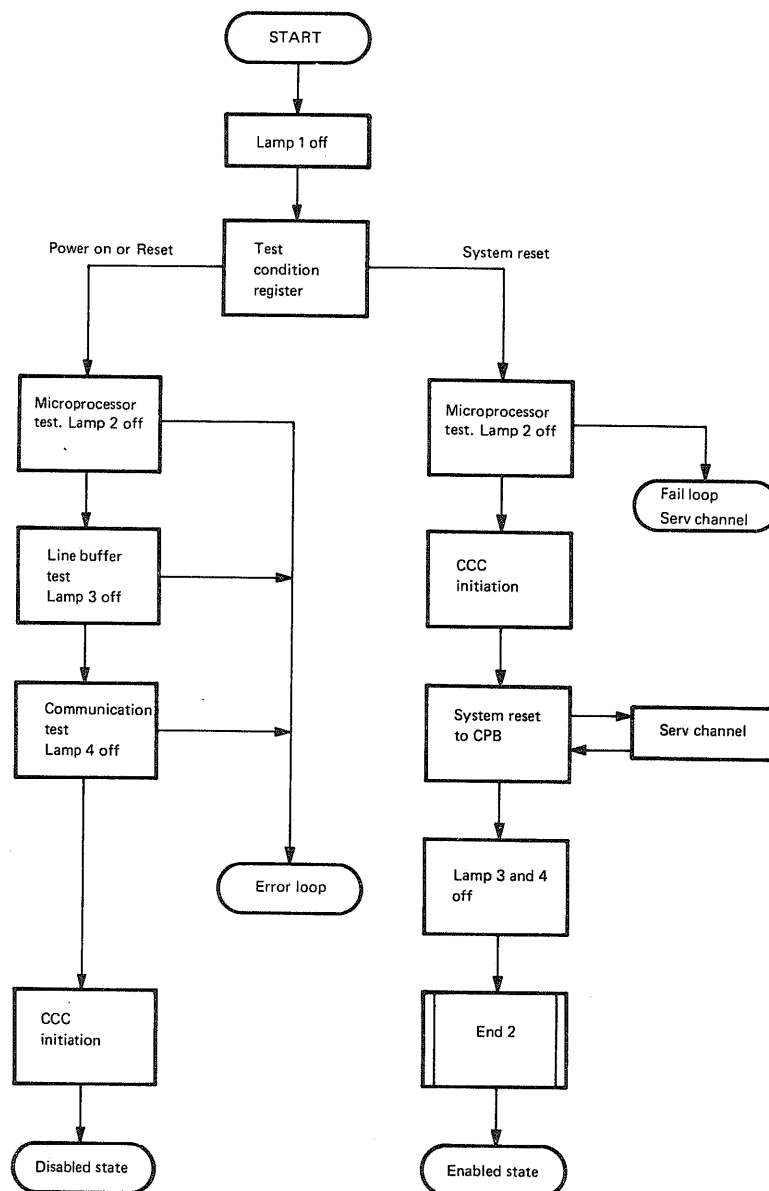 START
Lamp 1 off
Power on or Reset
Test
condition
register
System reset
Microprocessor
test. Lamp 2 off
Microprocessor
test. Lamp 2 off
Fail loop
Serv channel
Line buffer
test
Lamp 3 off
CCC
initiation
Communication
test
Lamp 4 off
System reset
to CPB
Serv channel
Error loop
Lamp 3 and 4
off
CCC
initiation
End 2
Disabled state
Enabled state